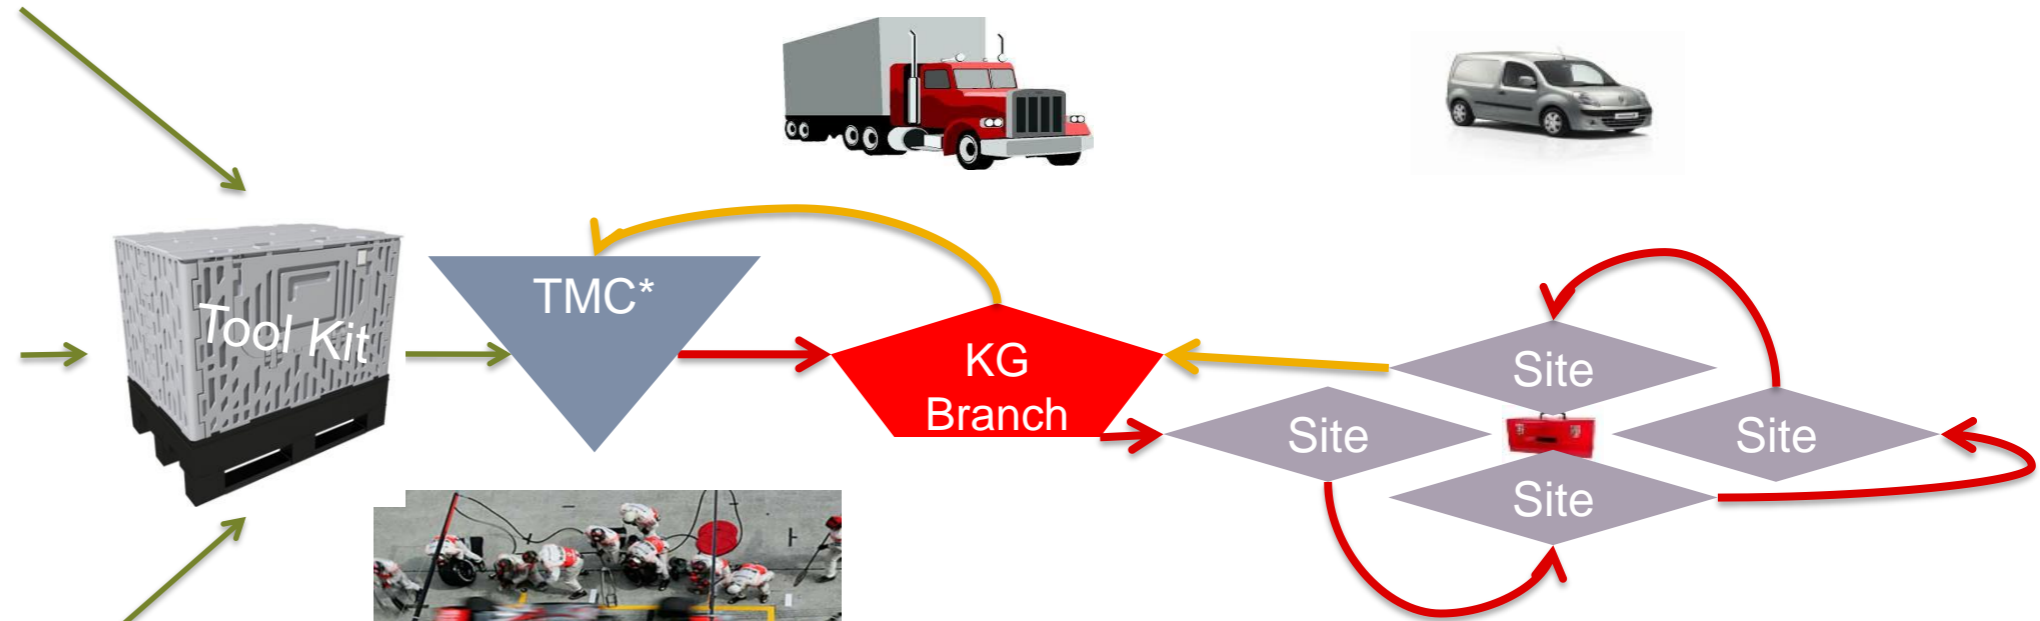 Tool Kit
TMC*
KG
Branch
Site
Site
Site
Site